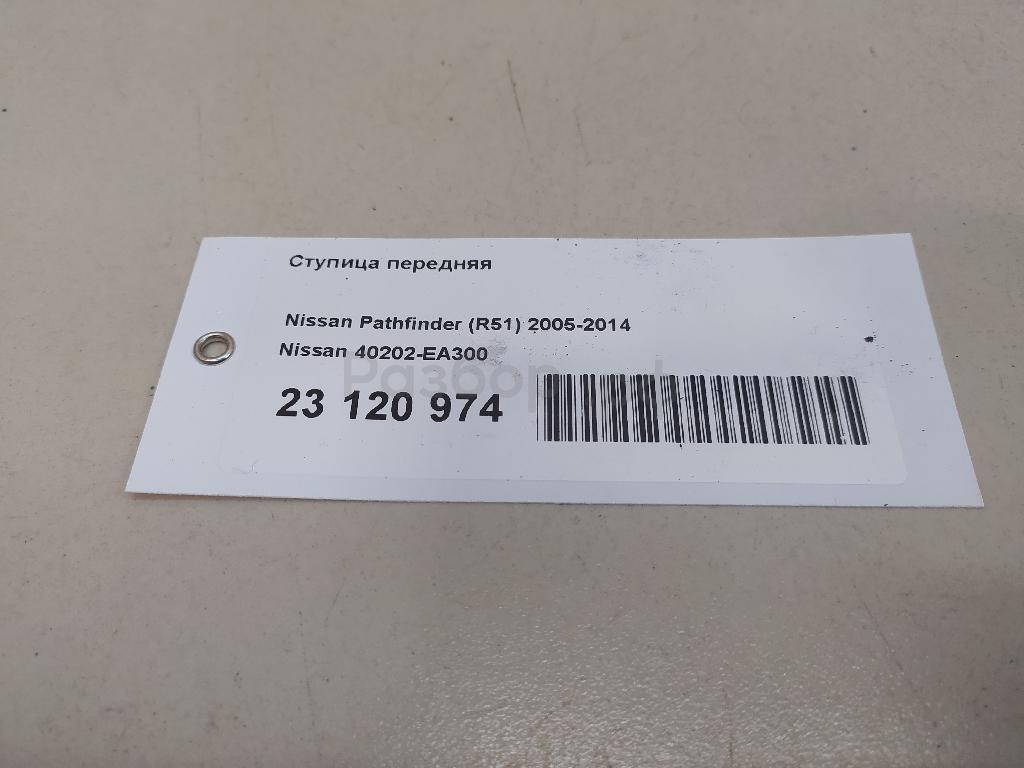 Ступица передняя
Nissan Pathfinder (R51) 2005-2014
Nissan 40202-EA300
23 120 974